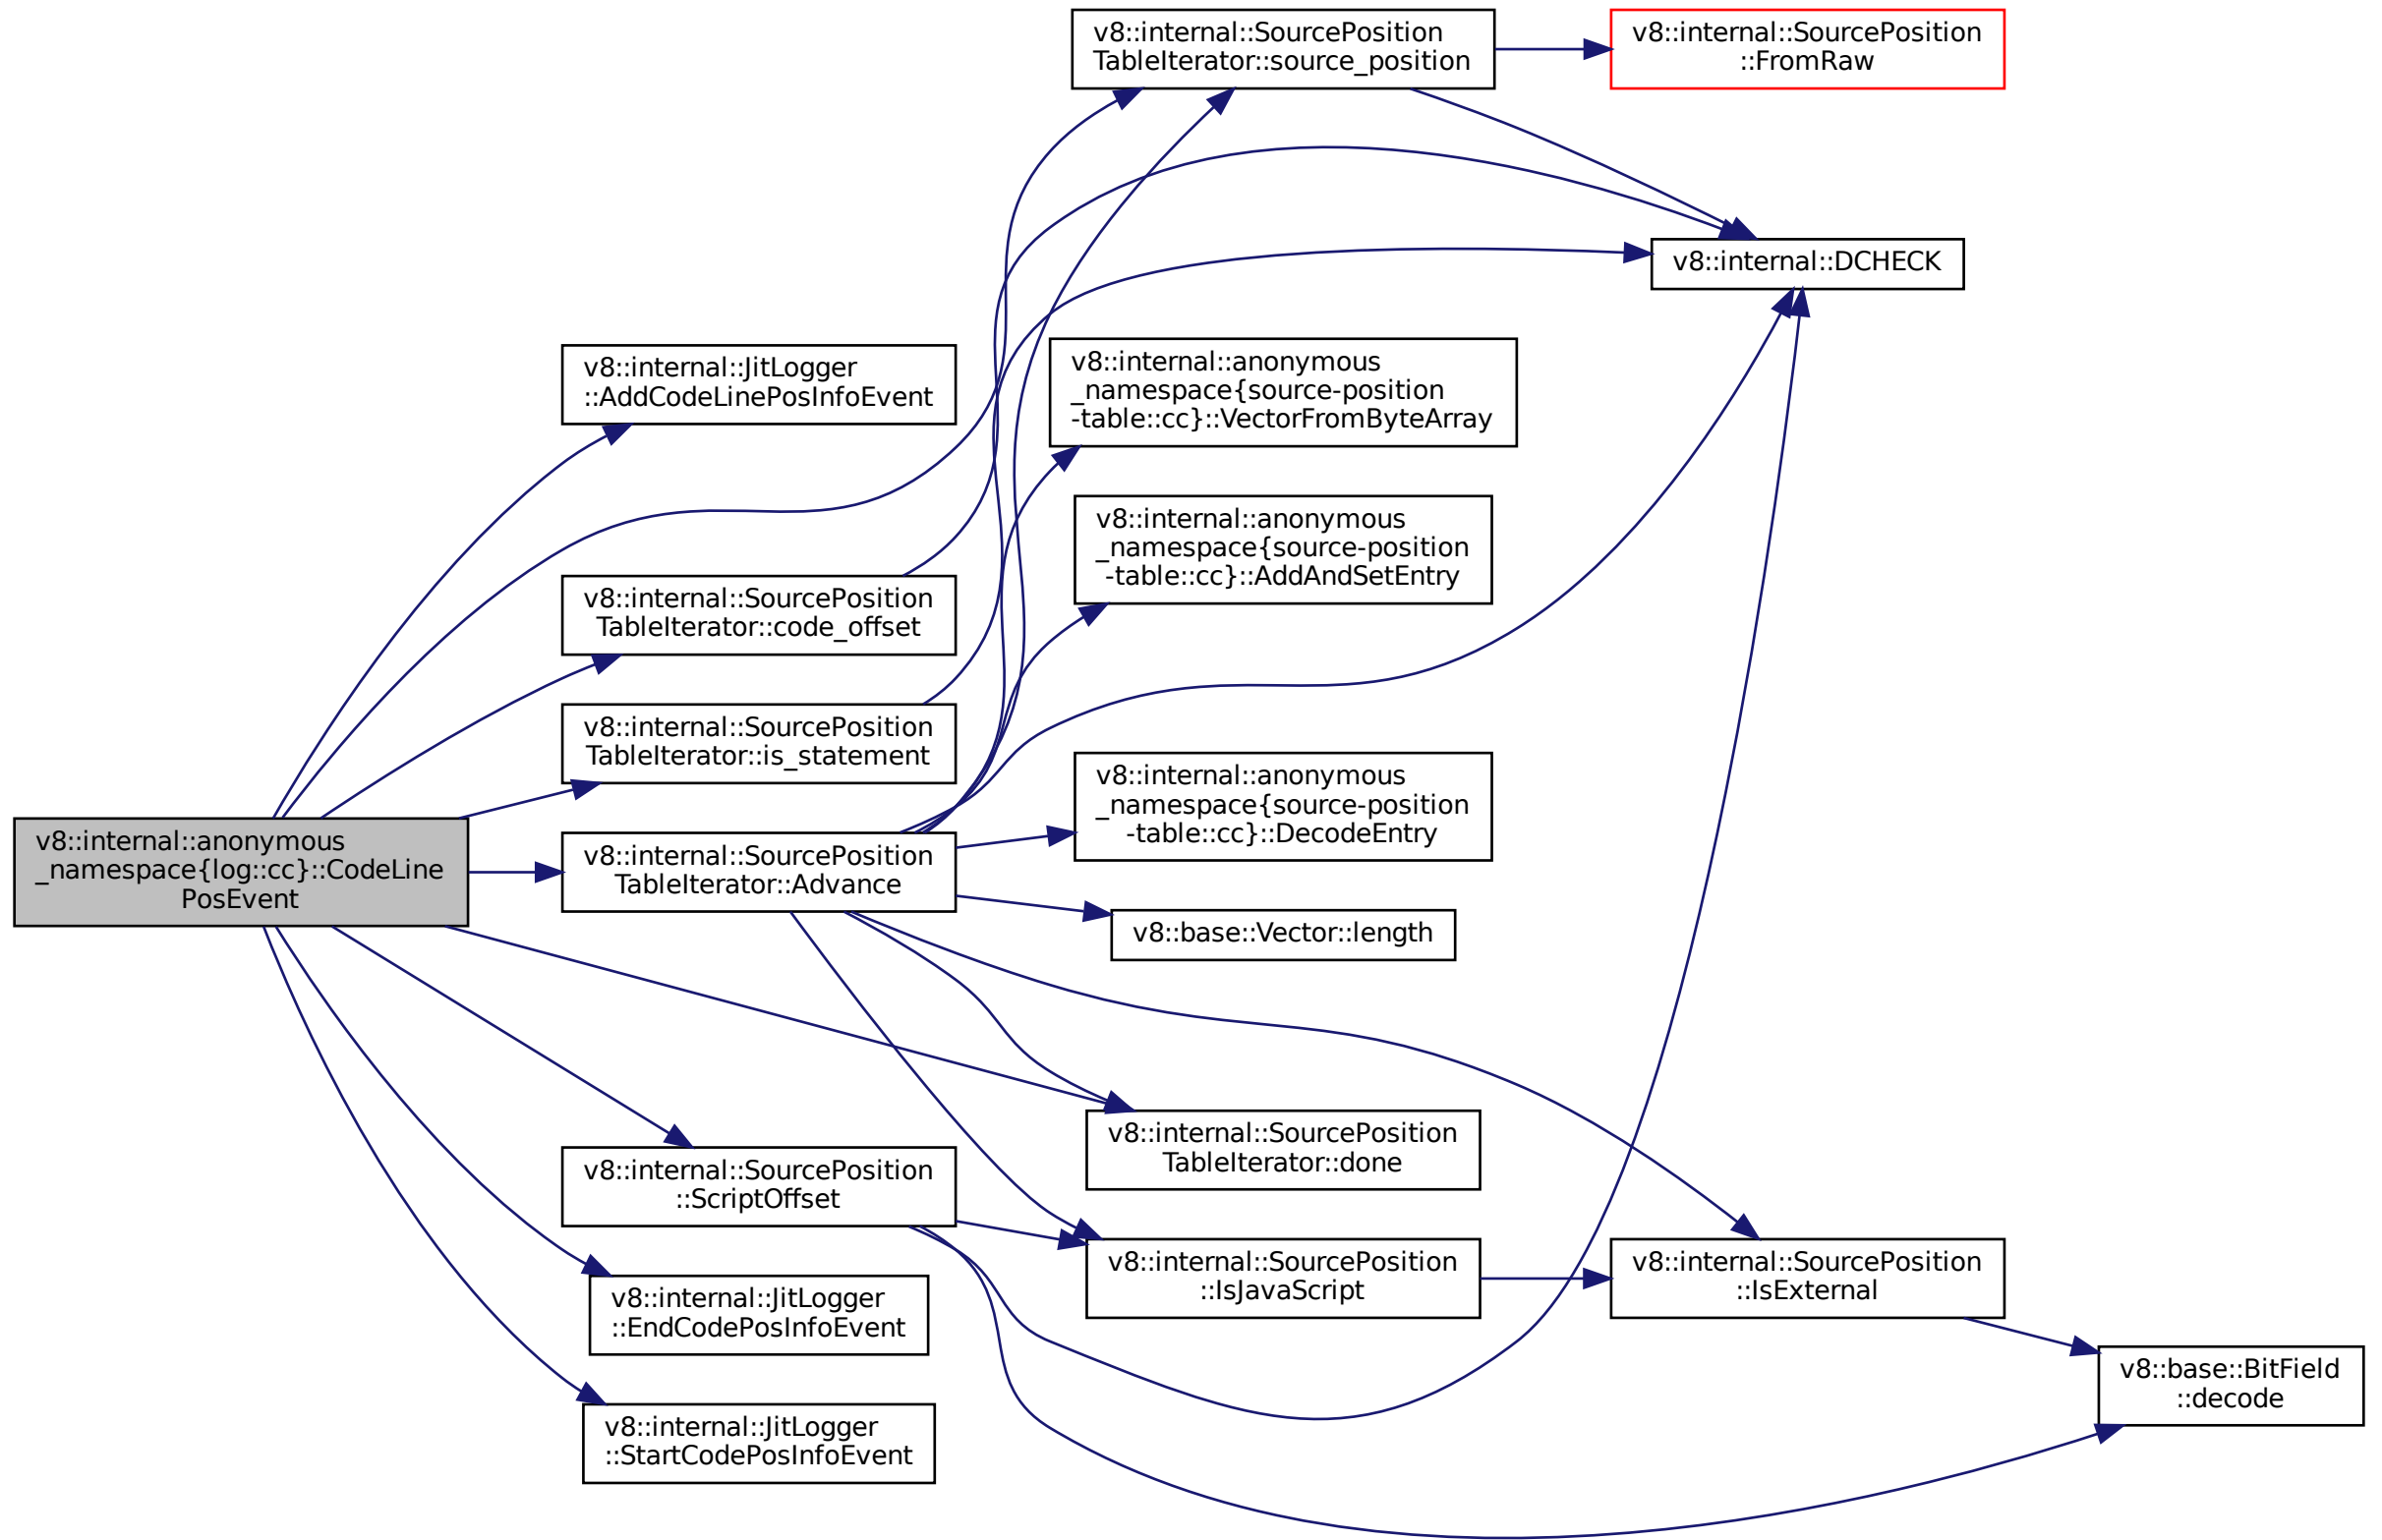 v8::internal::anonymous
_namespace{log::cc}::CodeLine
PosEvent
v8::internal::JitLogger
::AddCodeLinePosInfoEvent
v8::internal::SourcePosition
TableIterator::code_offset
v8::internal::SourcePosition
TableIterator::is_statement
v8::internal::SourcePosition
TableIterator::Advance
v8::internal::SourcePosition
::ScriptOffset
v8::internal::JitLogger
::EndCodePosInfoEvent
v8::internal::JitLogger
::StartCodePosInfoEvent
v8::internal::SourcePosition
TableIterator::source_position
v8::internal::anonymous
_namespace{source-position
-table::cc}::VectorFromByteArray
v8::internal::anonymous
_namespace{source-position
-table::cc}::AddAndSetEntry
v8::internal::anonymous
_namespace{source-position
-table::cc}::DecodeEntry
v8::base::Vector::length
v8::internal::SourcePosition
TableIterator::done
v8::internal::SourcePosition
::IsJavaScript
v8::internal::SourcePosition
::FromRaw
v8::internal::DCHECK
v8::internal::SourcePosition
::IsExternal
v8::base::BitField
::decode